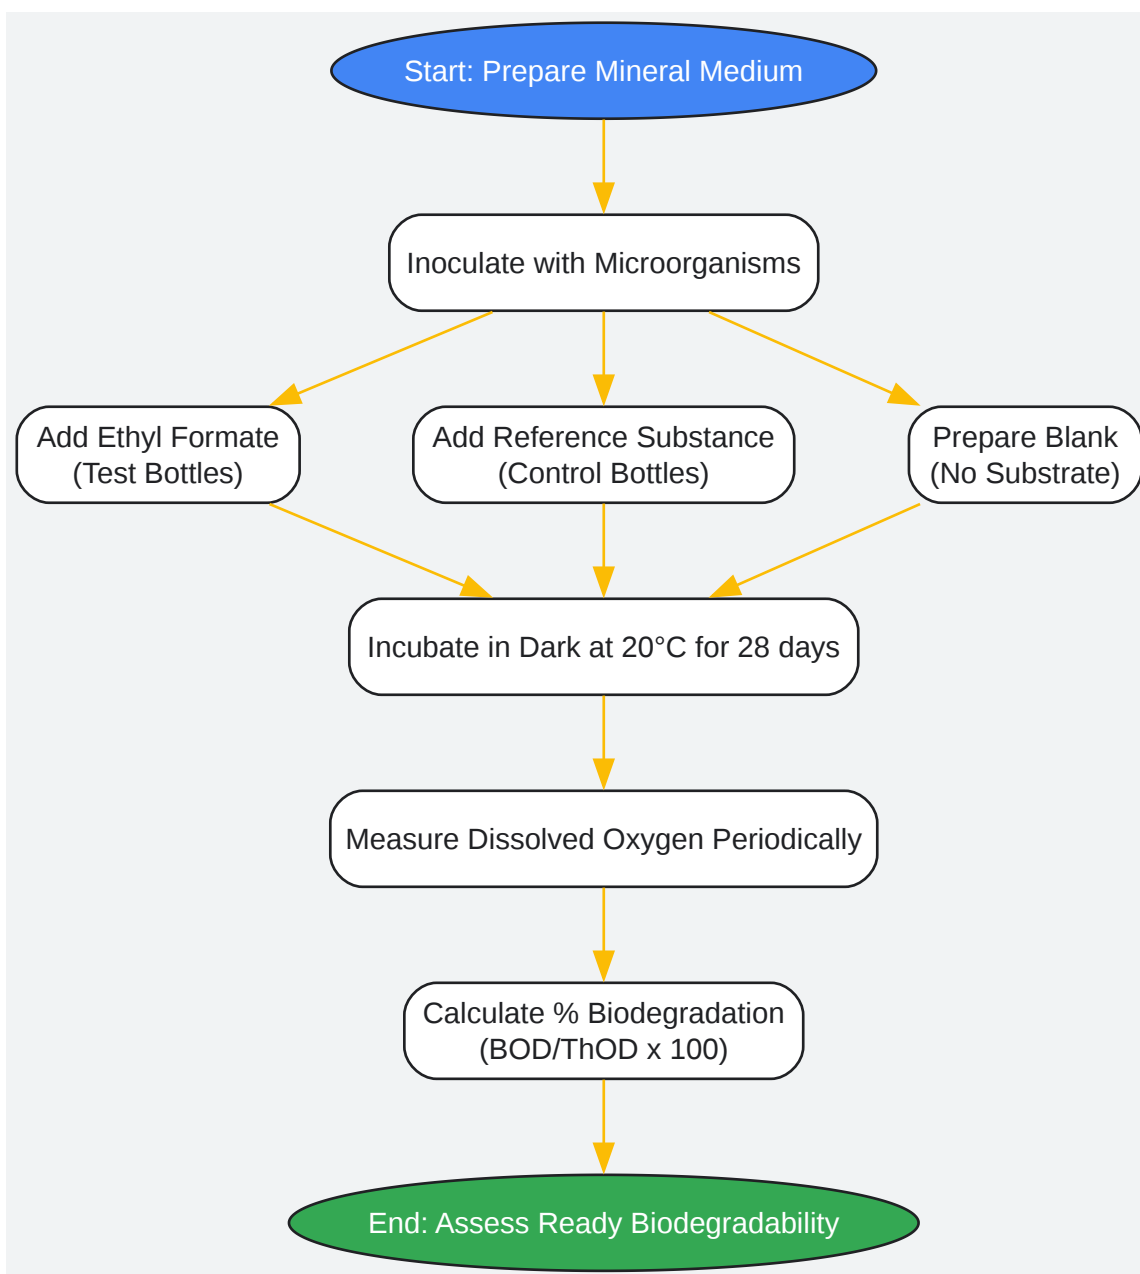 Start: Prepare Mineral Medium
Inoculate with Microorganisms
Add Ethyl Formate
(Test Bottles)
Add Reference Substance
(Control Bottles)
Prepare Blank
(No Substrate)
Incubate in Dark at 20°C for 28 days
Measure Dissolved Oxygen Periodically
Calculate % Biodegradation
(BOD/ThOD x 100)
End: Assess Ready Biodegradability